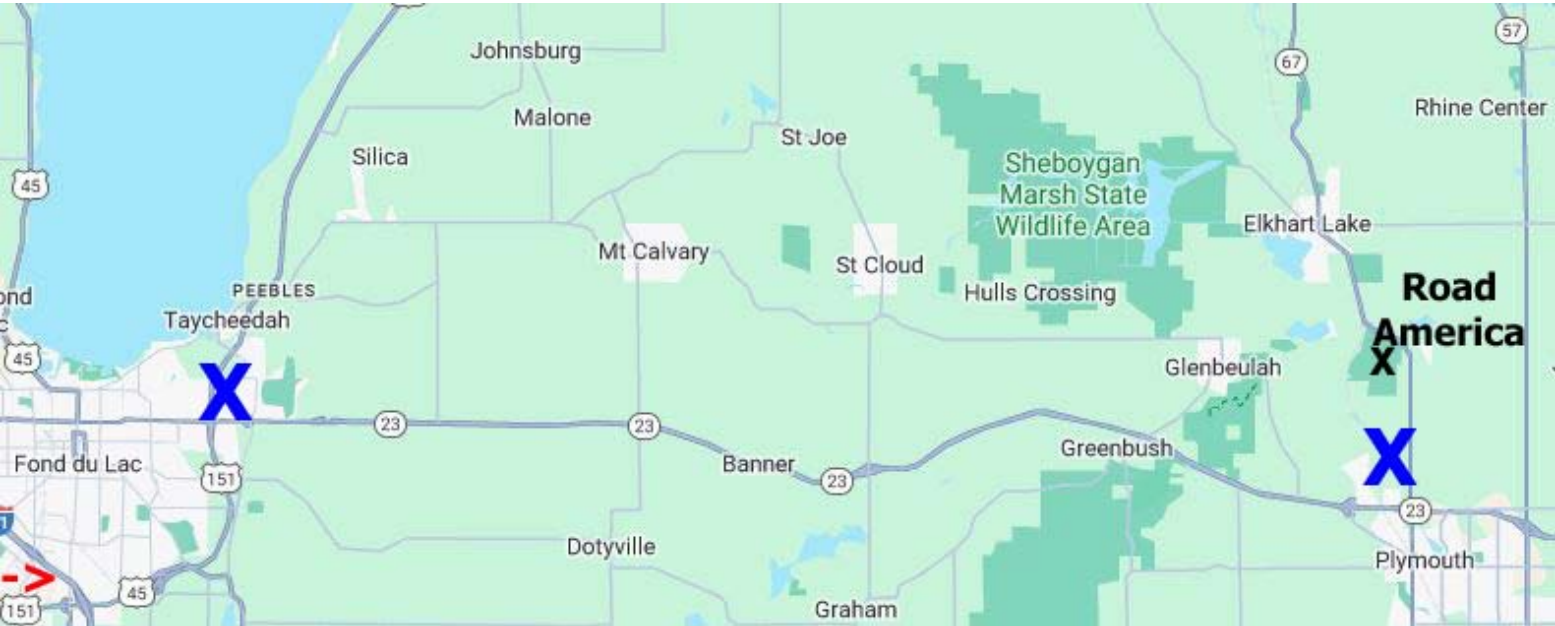 57
67
Johnsburg
Rhine Center
Malone
St Joe
Silica
Sheboygan
Marsh State
Wildlife Area
45
Elkhart Lake
Mt Calvary
St Cloud
PEEBLES
Hulls Crossing
Road
America
Taycheedah
45
X
Glenbeulah
X
23
23
Banner
Greenbush
X
Fond du Lac
151
23
23
Plymouth
Dotyville
->
45
151
Graham